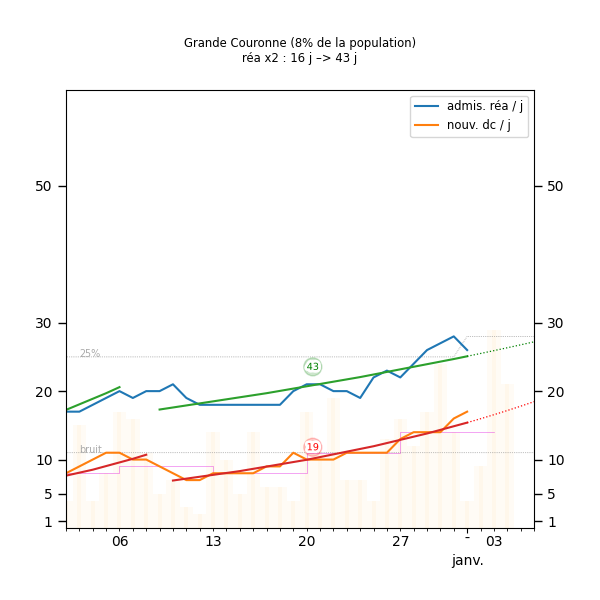 Grande Couronne (8% de la population)
réa x2 : 16 j –> 43 j
admis. réa / j
nouv. dc / j
50 50
30 30
25%
43
20 20
19
bruit
10 10
5 5
1 1
06 13 20 27 - 03
janv.